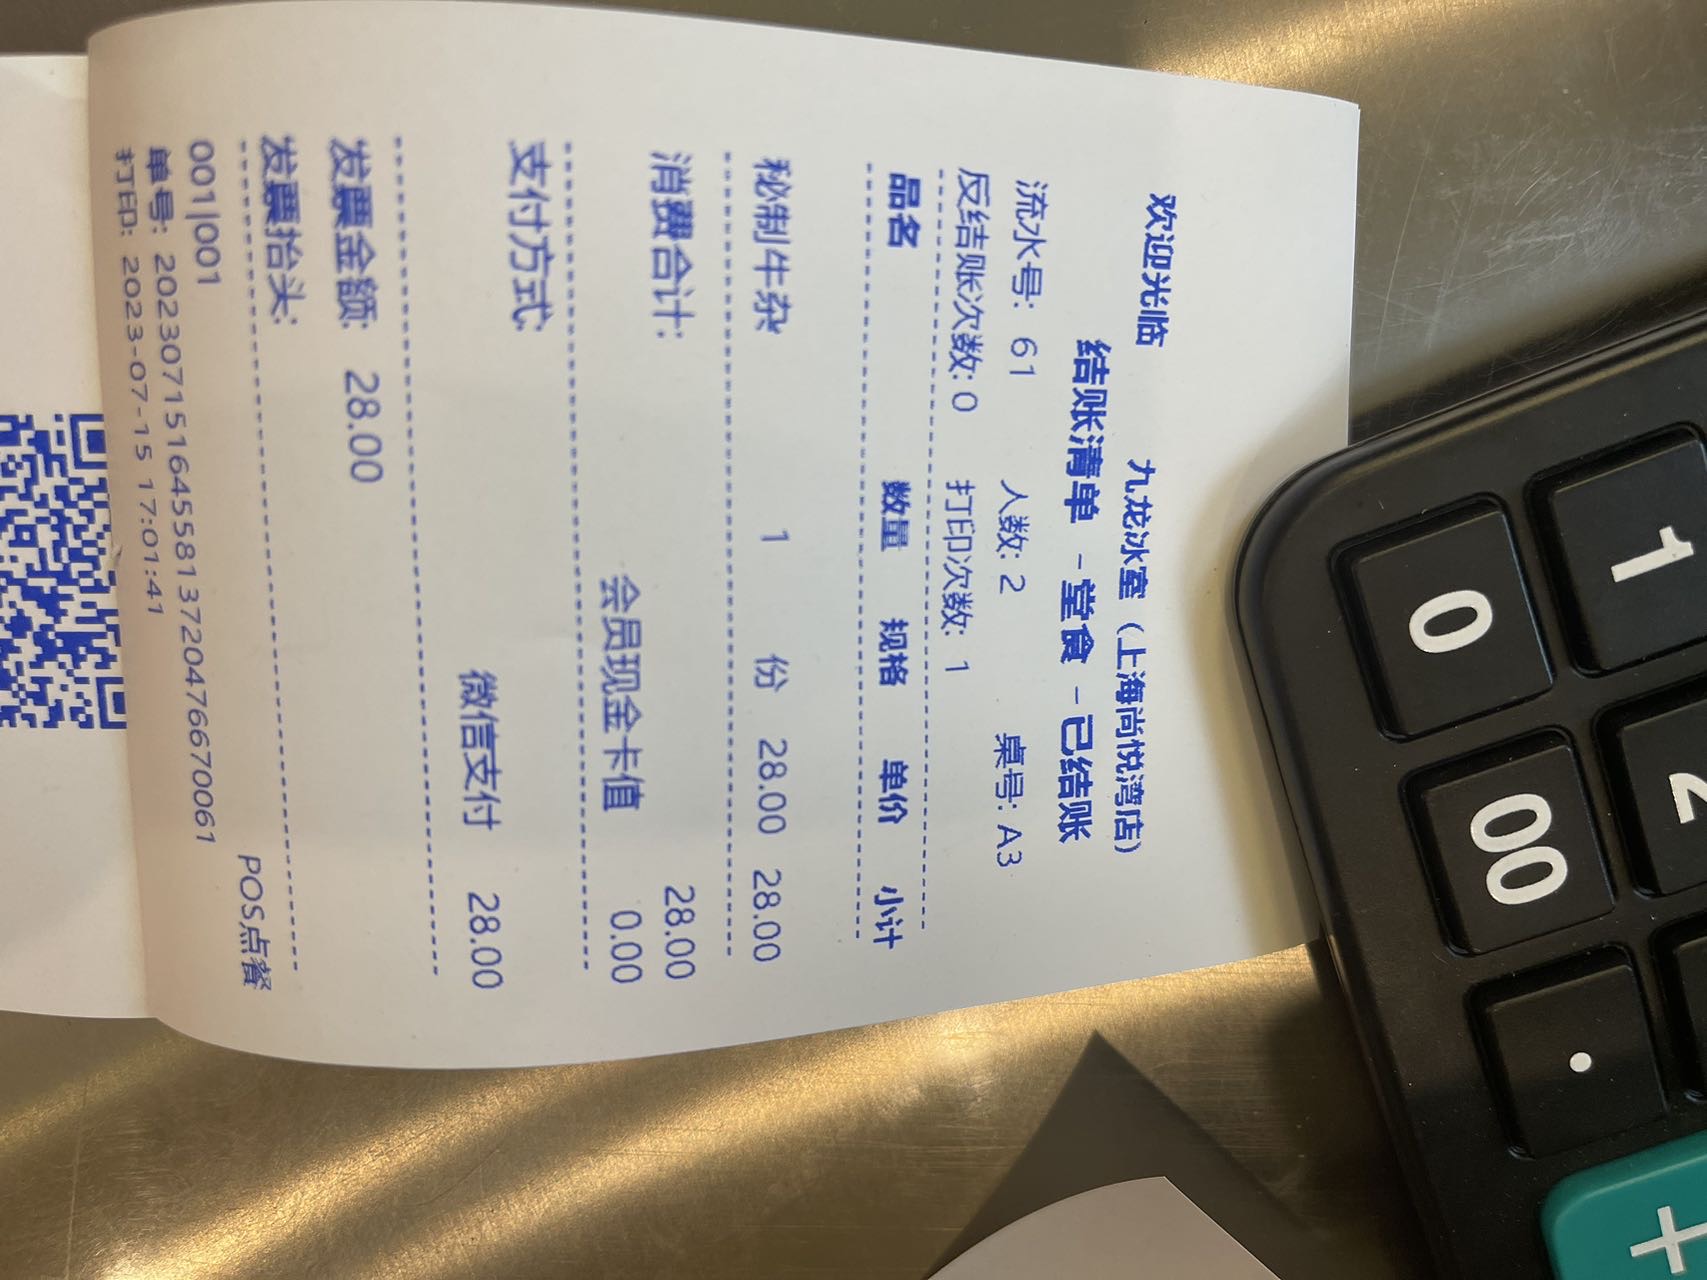 欢迎光临
九龙冰室（上海尚悦湾店）
结账清单 - 堂食 - 已结账
流水号: 61 人数: 2 桌号: A3
反结账次数: 0 打印次数: 1
品名 数量 规格 单价 小计
秘制牛杂 1 份 28.00 28.00
消费合计: 28.00
会员现金卡值 0.00
支付方式:
微信支付 28.00
发票金额: 28.00
发票抬头:
001|001 POS点餐
单号: 2023071516455813720476670061
打印: 2023-07-15 17:01:41
1
2
0
00
.
+